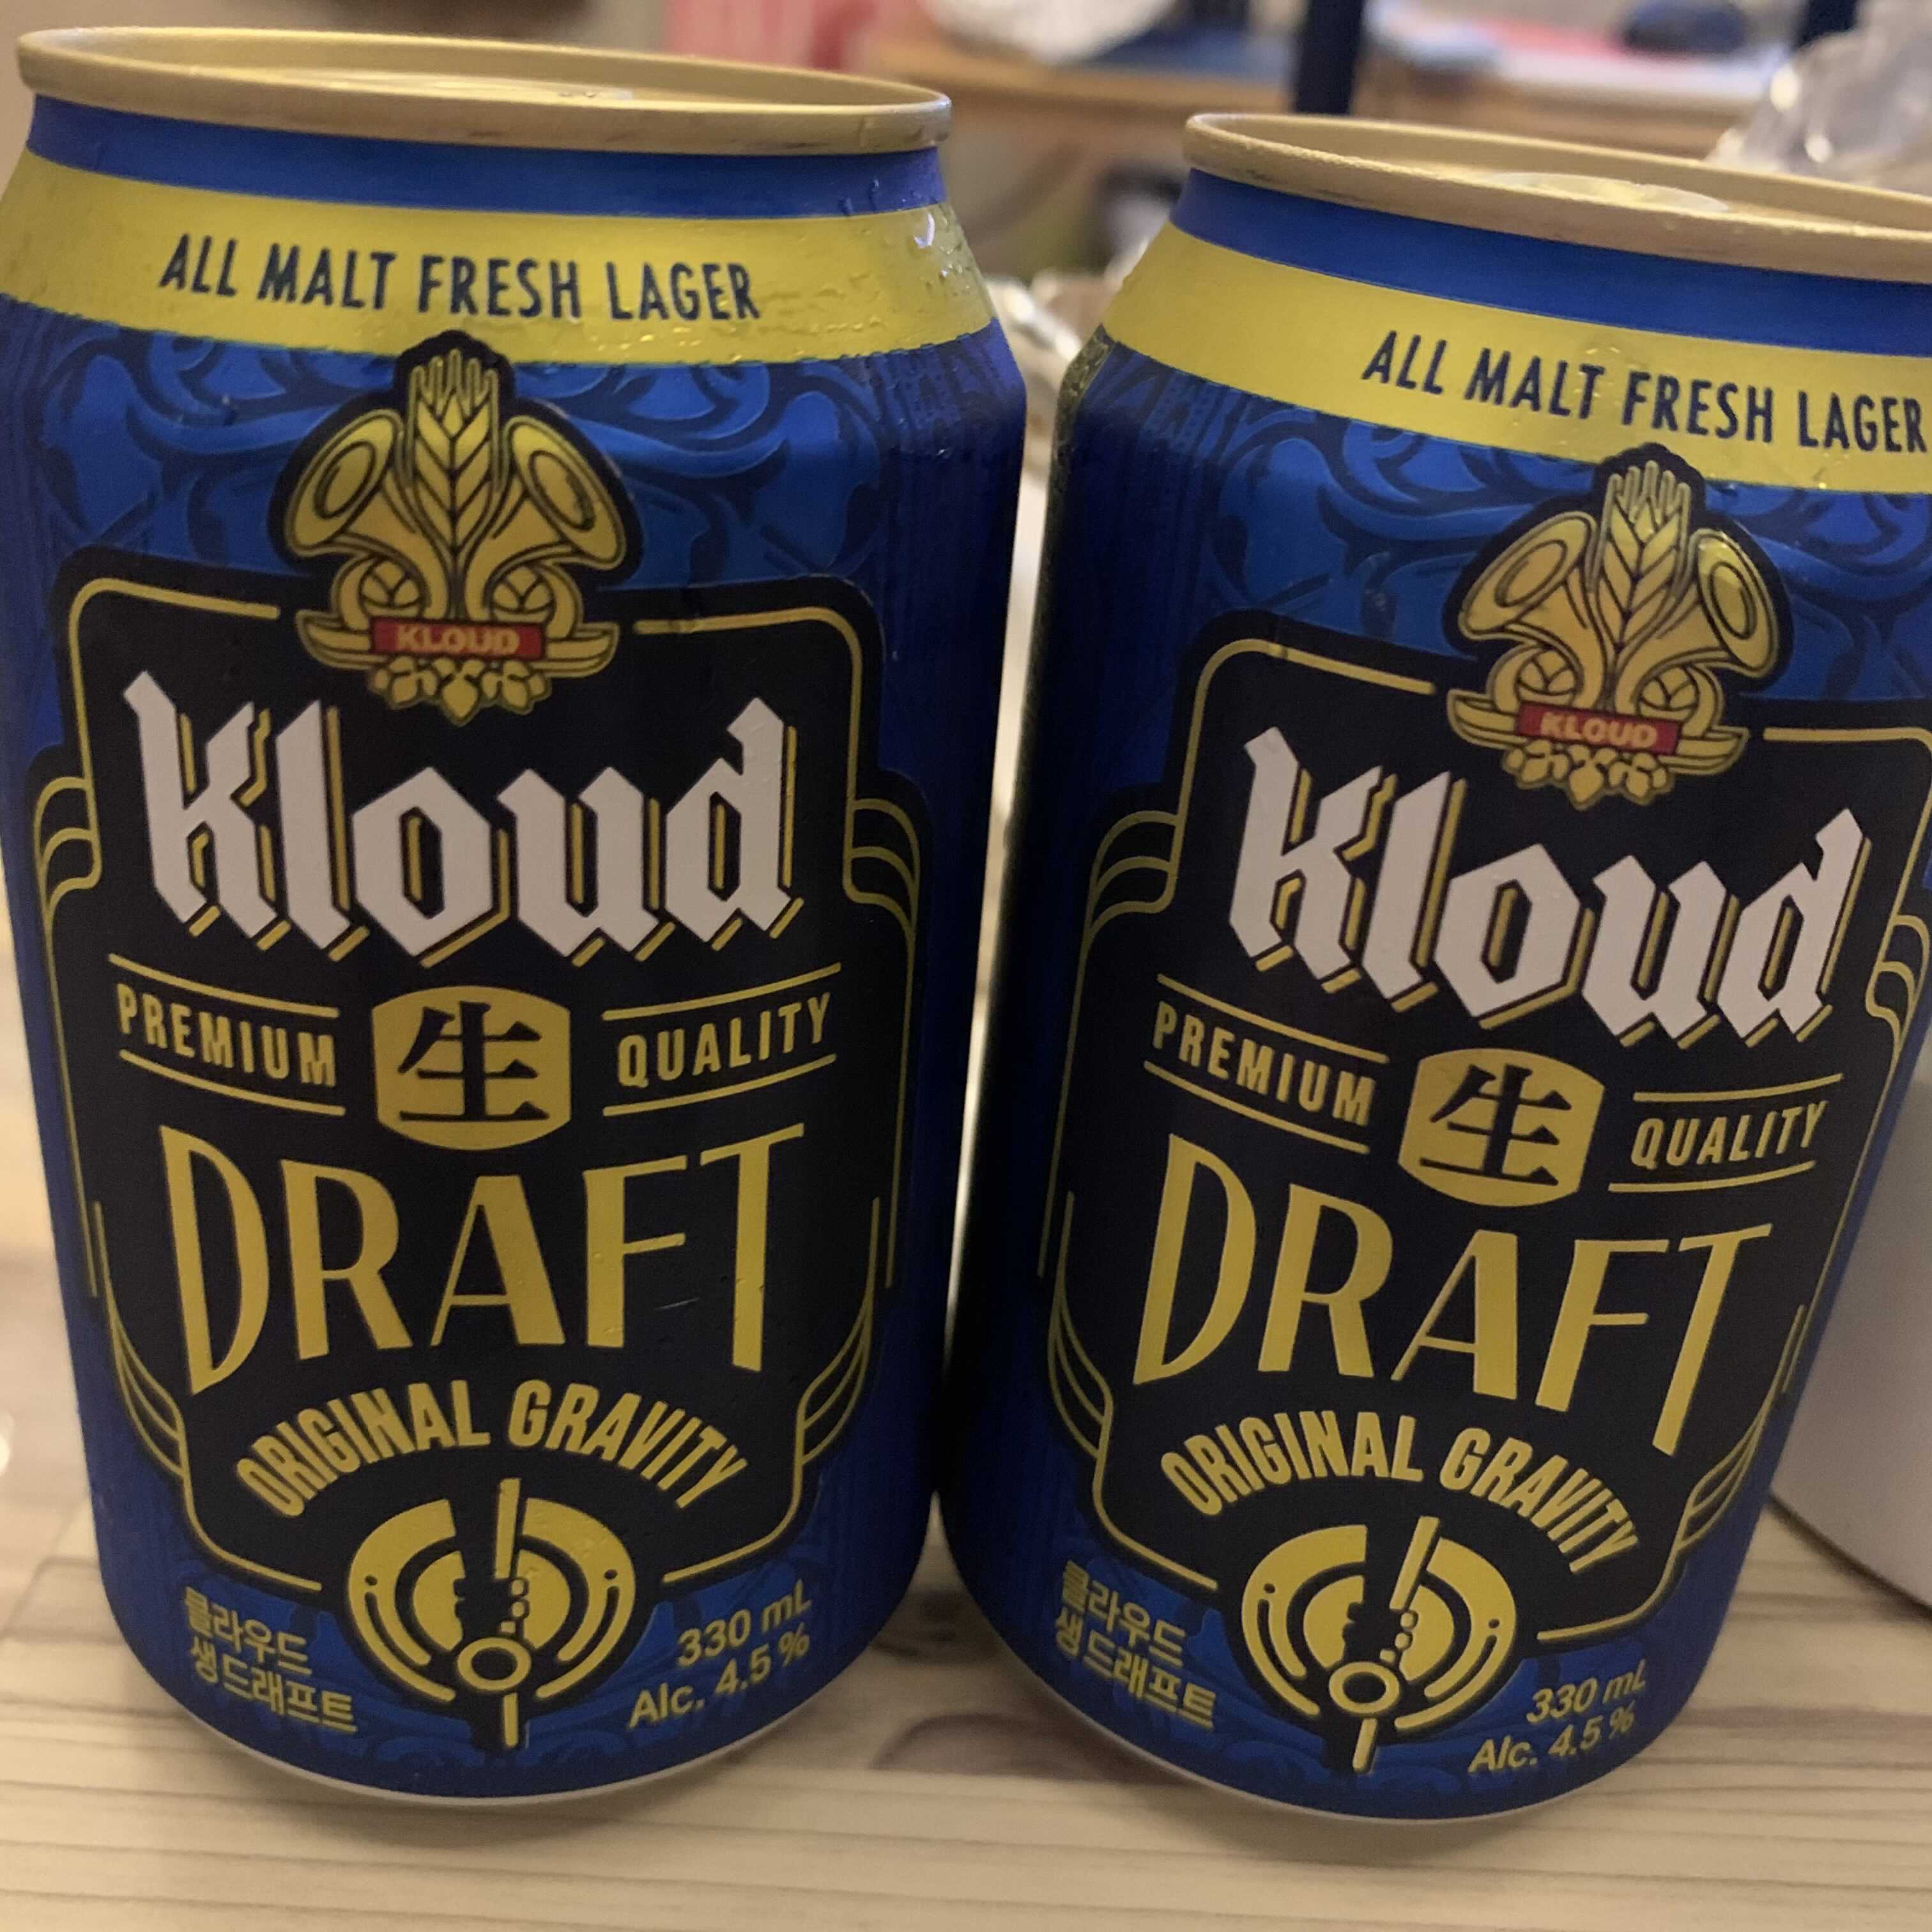 ALL MALT FRESH LAGER
KLOUD
Kloud
PREMIUM 生 QUALITY
DRAFT
ORIGINAL GRAVITY
클라우드
생 드래프트
330 mL
Alc. 4.5 %
ALL MALT FRESH LAGER
KLOUD
Kloud
PREMIUM 生 QUALITY
DRAFT
ORIGINAL GRAVITY
클라우드
생 드래프트
330 mL
Alc. 4.5 %